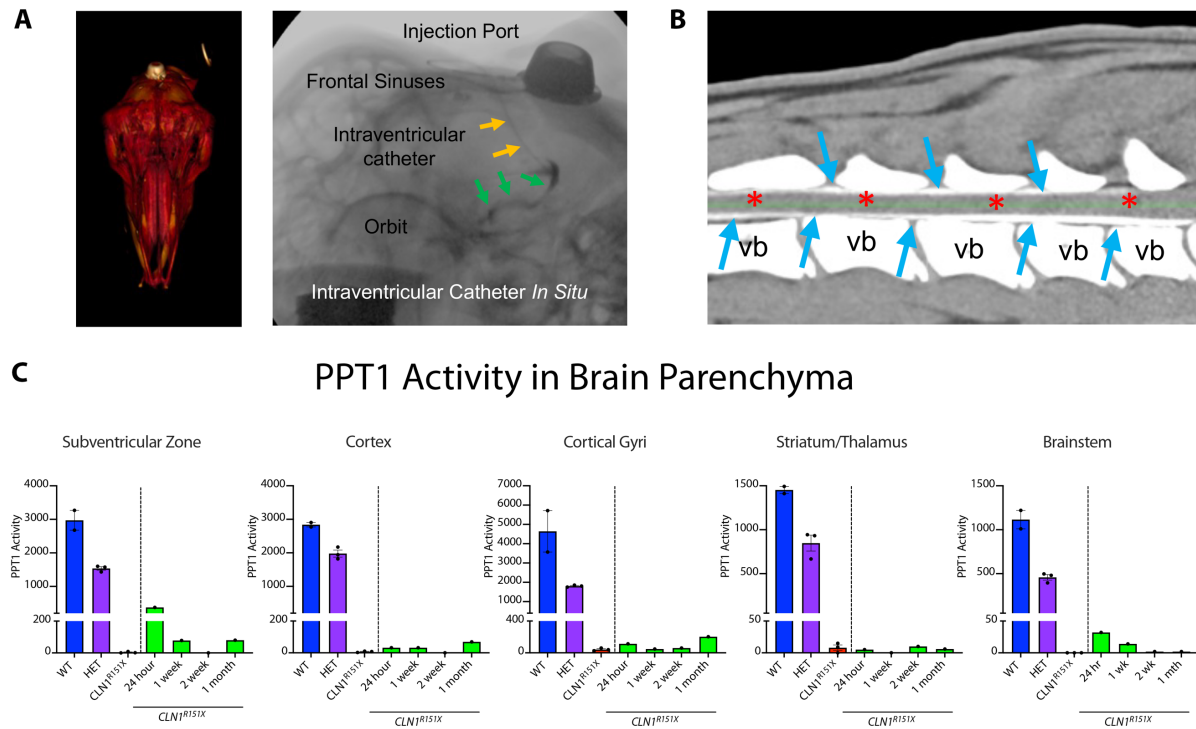 A
B
Injection Port
Frontal Sinuses
Intraventricular
catheter
Orbit
Intraventricular Catheter In Situ
* * * *
vb vb vb vb vb
C
PPT1 Activity in Brain Parenchyma
Subventricular Zone
PPT1 Activity
4000
3000
2000
1000
200
0
WT
HET
CLN1R151X
24 hour
1 week
2 week
1 month
CLN1R151X
Cortex
PPT1 Activity
4000
3000
2000
1000
200
0
WT
HET
CLN1R151X
24 hour
1 week
2 week
1 month
CLN1R151X
Cortical Gyri
PPT1 Activity
7000
6000
5000
4000
3000
2000
1000
400
0
WT
HET
CLN1R151X
24 hour
1 week
2 week
1 month
CLN1R151X
Striatum/Thalamus
PPT1 Activity
1500
1000
500
50
0
WT
HET
CLN1R151X
24 hour
1 week
2 week
1 month
CLN1R151X
Brainstem
PPT1 Activity
1500
1000
500
50
0
WT
HET
CLN1R151X
24 hr
1 wk
2 wk
1 mth
CLN1R151X